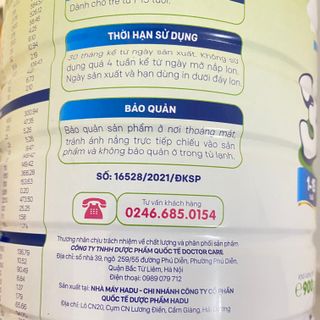 Dành cho trẻ từ 1-15 tuổi.
THỜI HẠN SỬ DỤNG
30 tháng kể từ ngày sản xuất. Không sử
dụng quá 4 tuần kể từ ngày mở nắp lon.
Ngày sản xuất và hạn dùng in dưới đáy lon.
BẢO QUẢN
Bảo quản sản phẩm ở nơi thoáng mát,
tránh ánh nắng trực tiếp chiếu vào sản
phẩm và không bảo quản ở trong tủ lạnh.
SỐ: 16528/2021/ĐKSP
Tư vấn khách hàng
0246.685.0154
Thương nhân chịu trách nhiệm về chất lượng và phân phối sản phẩm:
CÔNG TY TNHH DƯỢC PHẨM QUỐC TẾ DOCTOR CARE.
Địa chỉ: số nhà 39, ngõ 259/55 đường Phú Diễn, Phường Phú Diễn,
Quận Bắc Từ Liêm, Hà Nội
Điện thoại: 0989 079 712
Sản xuất tại: NHÀ MÁY HADU - CHI NHÁNH CÔNG TY CỔ PHẦN
QUỐC TẾ DƯỢC PHẨM HADU
Địa chỉ: Lô CN20, Cụm CN Lương Điền, Cẩm Giàng, Hải Dương
900